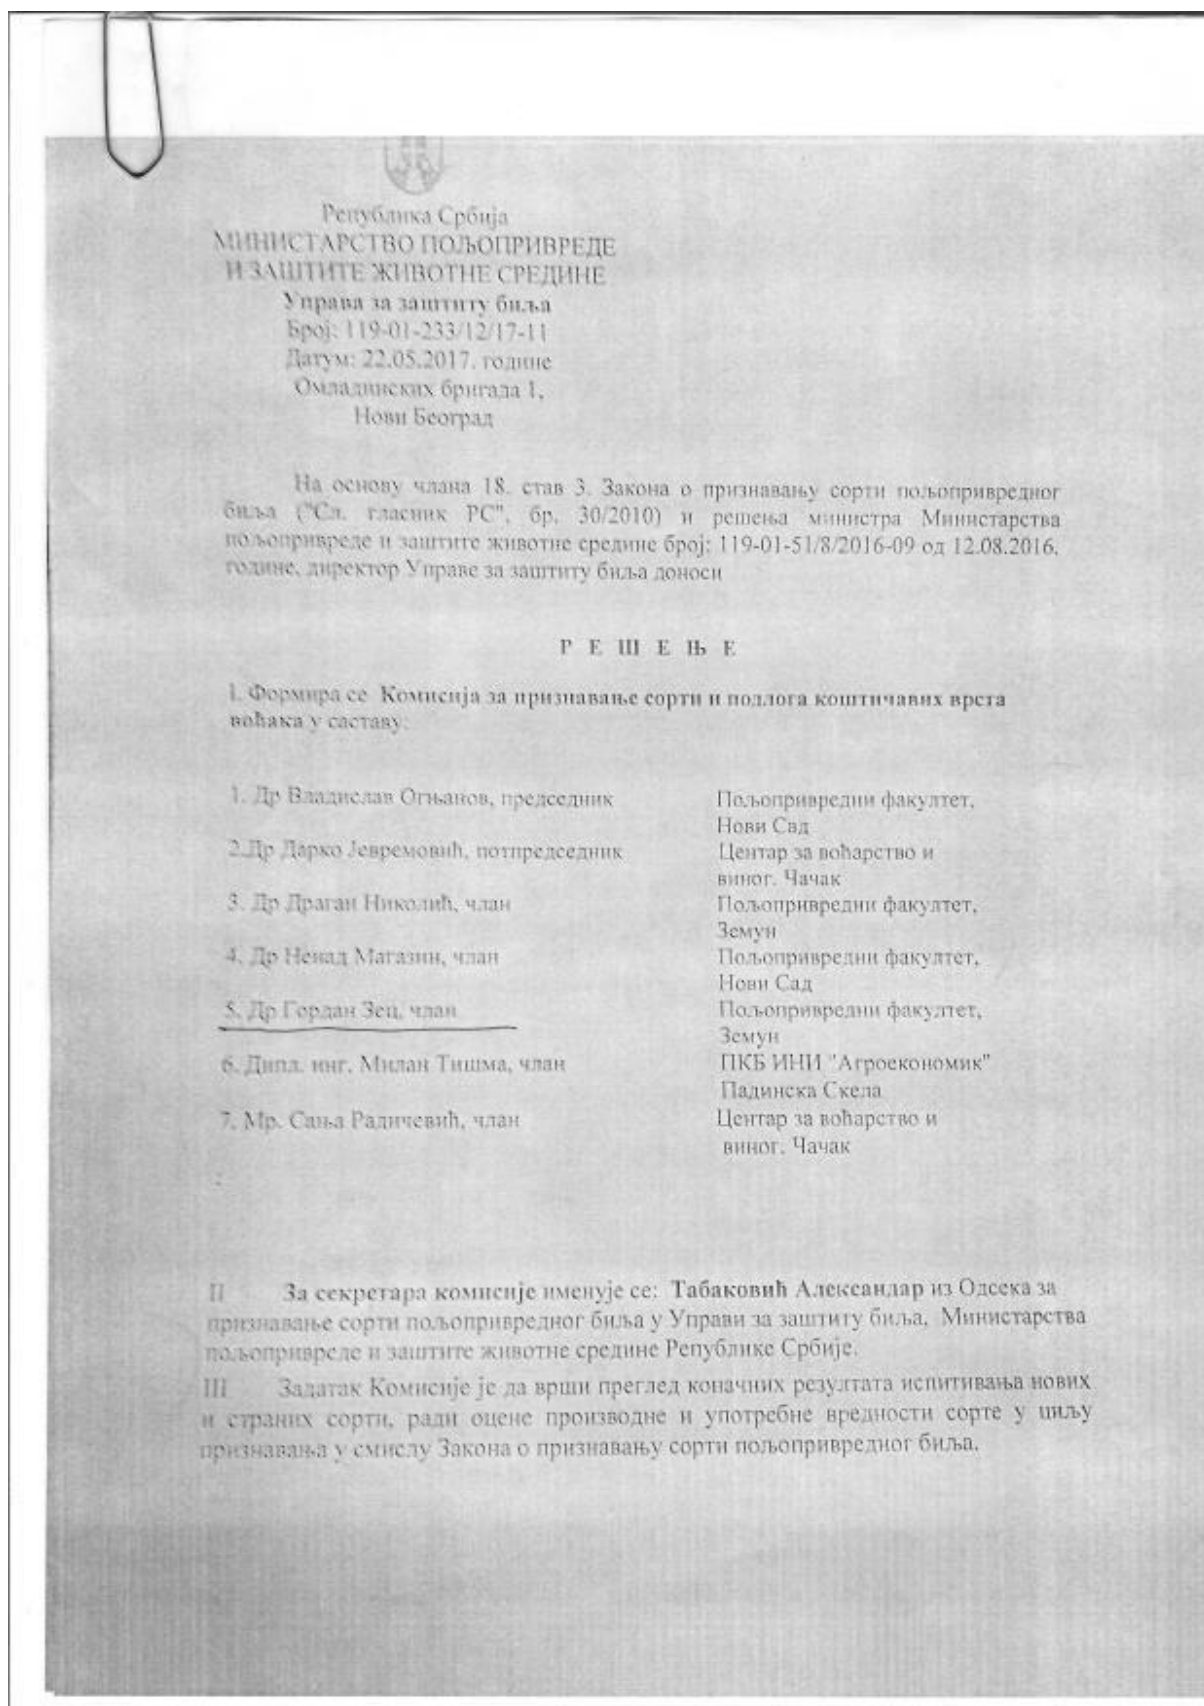 Република Србија
МИНИСТАРСТВО ПОЉОПРИВРЕДЕ
И ЗАШТИТЕ ЖИВОТНЕ СРЕДИНЕ
Управа за заштиту биља
Број: 119-01-233/12/17-11
Датум: 22.05.2017. године
Омладинских бригада 1,
Нови Београд
На основу члана 18. став 3. Закона о признавању сорти пољопривредног
биља ("Сл. гласник РС", бр. 30/2010) и решења министра Министарства
пољопривреде и заштите животне средине број: 119-01-51/8/2016-09 од 12.08.2016.
године, директор Управе за заштиту биља доноси
Р Е Ш Е Њ Е
I. Формира се Комисија за признавање сорти и подлога коштичавих врста
воћака у саставу:
1. Др Владислав Огњанов, председник Пољопривредни факултет,
Нови Сад
2.Др Дарко Јевремовић, потпредседник Центар за воћарство и
виног. Чачак
3. Др Драган Николић, члан Пољопривредни факултет,
Земун
4. Др Ненад Магазин, члан Пољопривредни факултет,
Нови Сад
5. Др Гордан Зец, члан Пољопривредни факултет,
Земун
6. Дипл. инг. Милан Тишма, члан ПКБ ИНИ "Агроекономик"
Падинска Скела
7. Мр. Сања Радичевић, члан Центар за воћарство и
виног. Чачак
II За секретара комисије именује се: Табаковић Александар из Одсека за
признавање сорти пољопривредног биља у Управи за заштиту биља, Министарства
пољопривреде и заштите животне средине Републике Србије.
III Задатак Комисије је да врши преглед коначних резултата испитивања нових
и страних сорти, ради оцене производне и употребне вредности сорте у циљу
признавања у смислу Закона о признавању сорти пољопривредног биља.